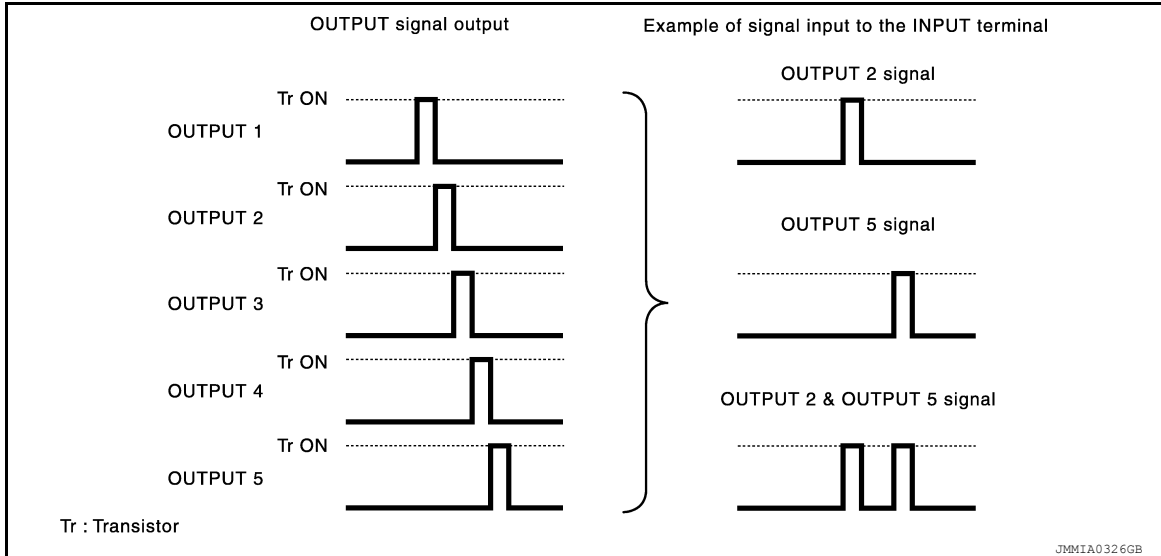 OUTPUT signal output
Example of signal input to the INPUT terminal
OUTPUT 2 signal
Tr ON
OUTPUT 1
Tr ON
OUTPUT 2
OUTPUT 5 signal
Tr ON
OUTPUT 3
Tr ON
OUTPUT 4
OUTPUT 2 & OUTPUT 5 signal
Tr ON
OUTPUT 5
Tr : Transistor
JMMIA0326GB